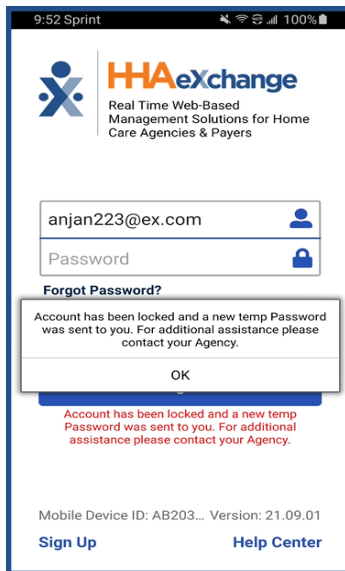 9:52 Sprint 100%
HHAeXchange
Real Time Web-Based
Management Solutions for Home
Care Agencies & Payers
anjan223@ex.com
Password
Forgot Password?
Account has been locked and a new temp Password
was sent to you. For additional assistance please
contact your Agency.
OK
Account has been locked and a new temp
Password was sent to you. For additional
assistance please contact your Agency.
Mobile Device ID: AB203... Version: 21.09.01
Sign Up Help Center